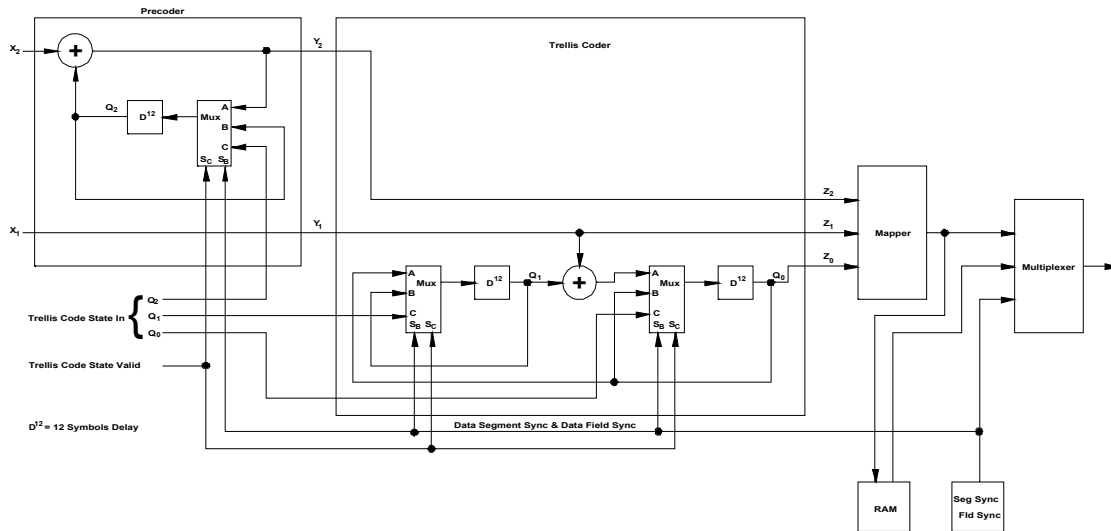 Precoder
Trellis Coder
X2
Y2
Q2
D12
Mux
A
B
C
SC SB
X1
Y1
Z2
Z1
Z0
Mapper
Multiplexer
A
B
C
Mux
SB SC
D12
Q1
A
B
C
Mux
SB SC
D12
Q0
Trellis Code State In
Q2
Q1
Q0
Trellis Code State Valid
D12 = 12 Symbols Delay
Data Segment Sync & Data Field Sync
RAM
Seg Sync
Fld Sync